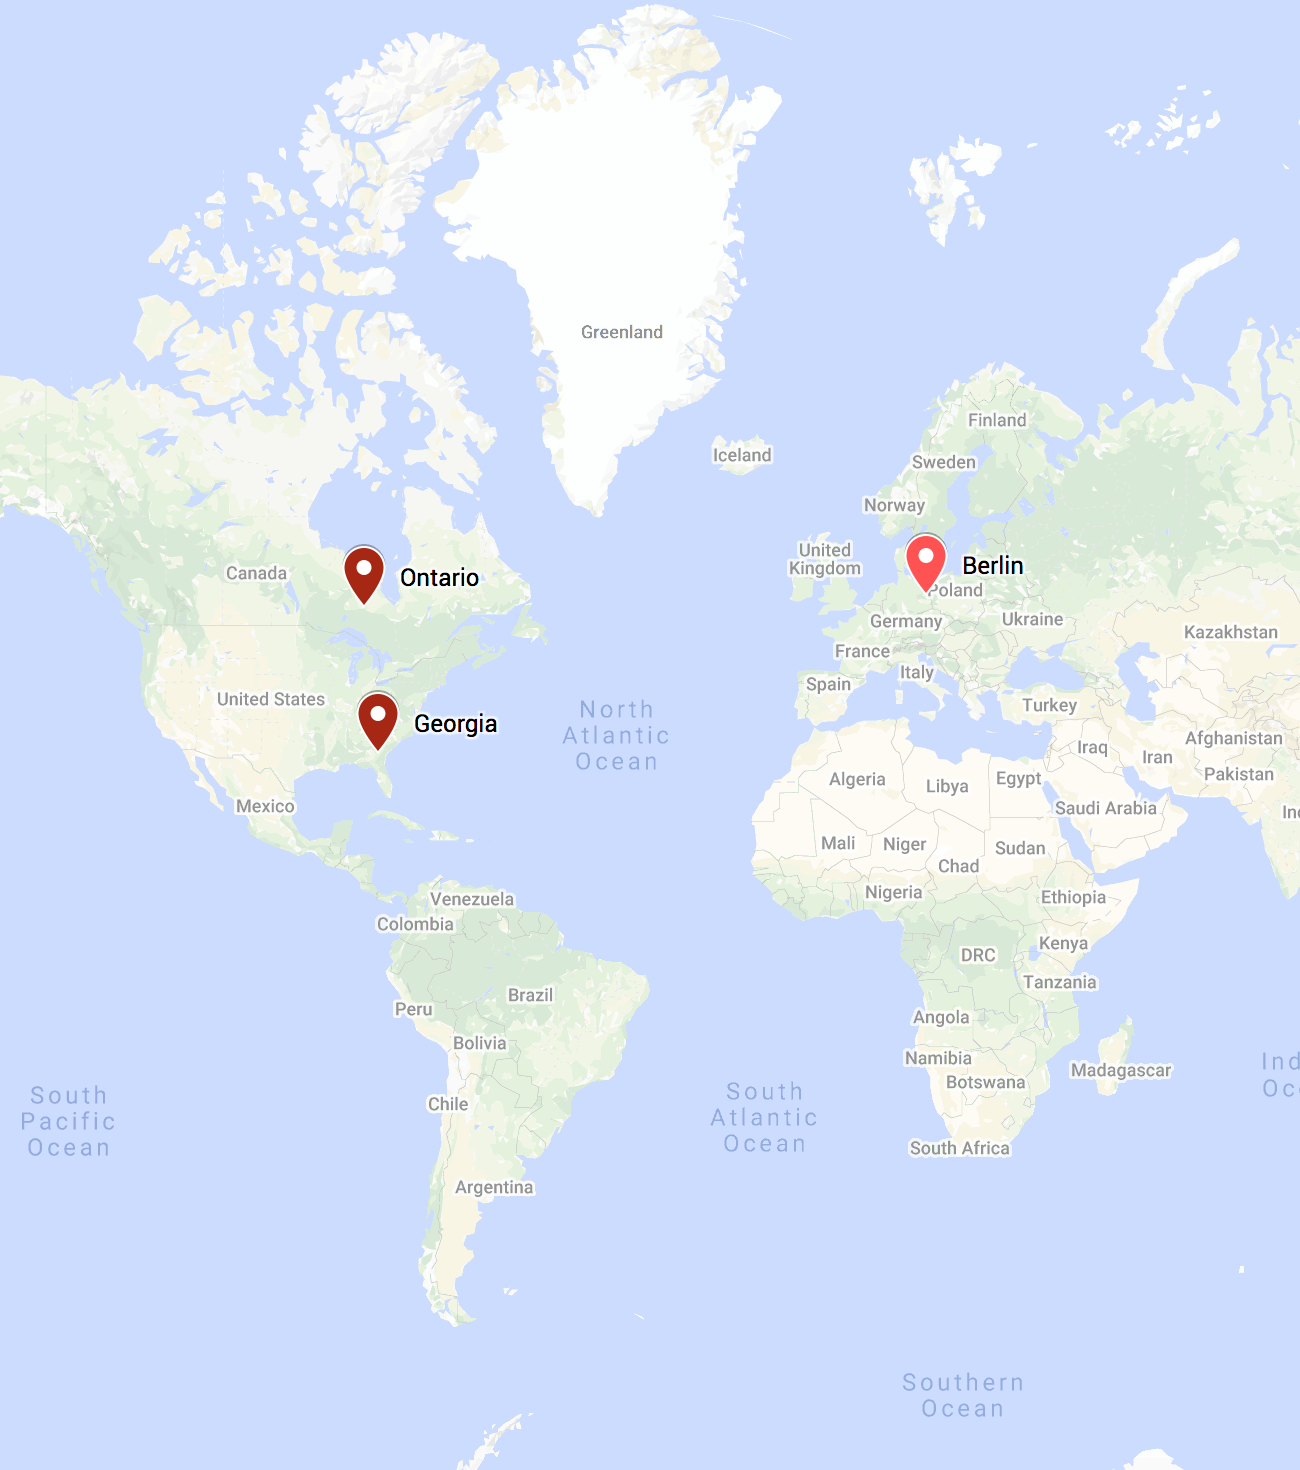 Greenland
Finland
Iceland
Sweden
Norway
United
Kingdom
Berlin
Canada
Ontario
Poland
Germany
Ukraine
Kazakhstan
France
Italy
Spain
United States
Georgia
Turkey
North
Atlantic
Ocean
Afghanistan
Iraq
Iran
Pakistan
Algeria
Libya
Egypt
Mexico
Saudi Arabia
Mali
Niger
Sudan
Chad
Nigeria
Ethiopia
Venezuela
Colombia
Kenya
DRC
Tanzania
Brazil
Peru
Angola
Bolivia
Namibia
Madagascar
Botswana
Chile
South
Pacific
Ocean
South
Atlantic
Ocean
South Africa
Argentina
Southern
Ocean